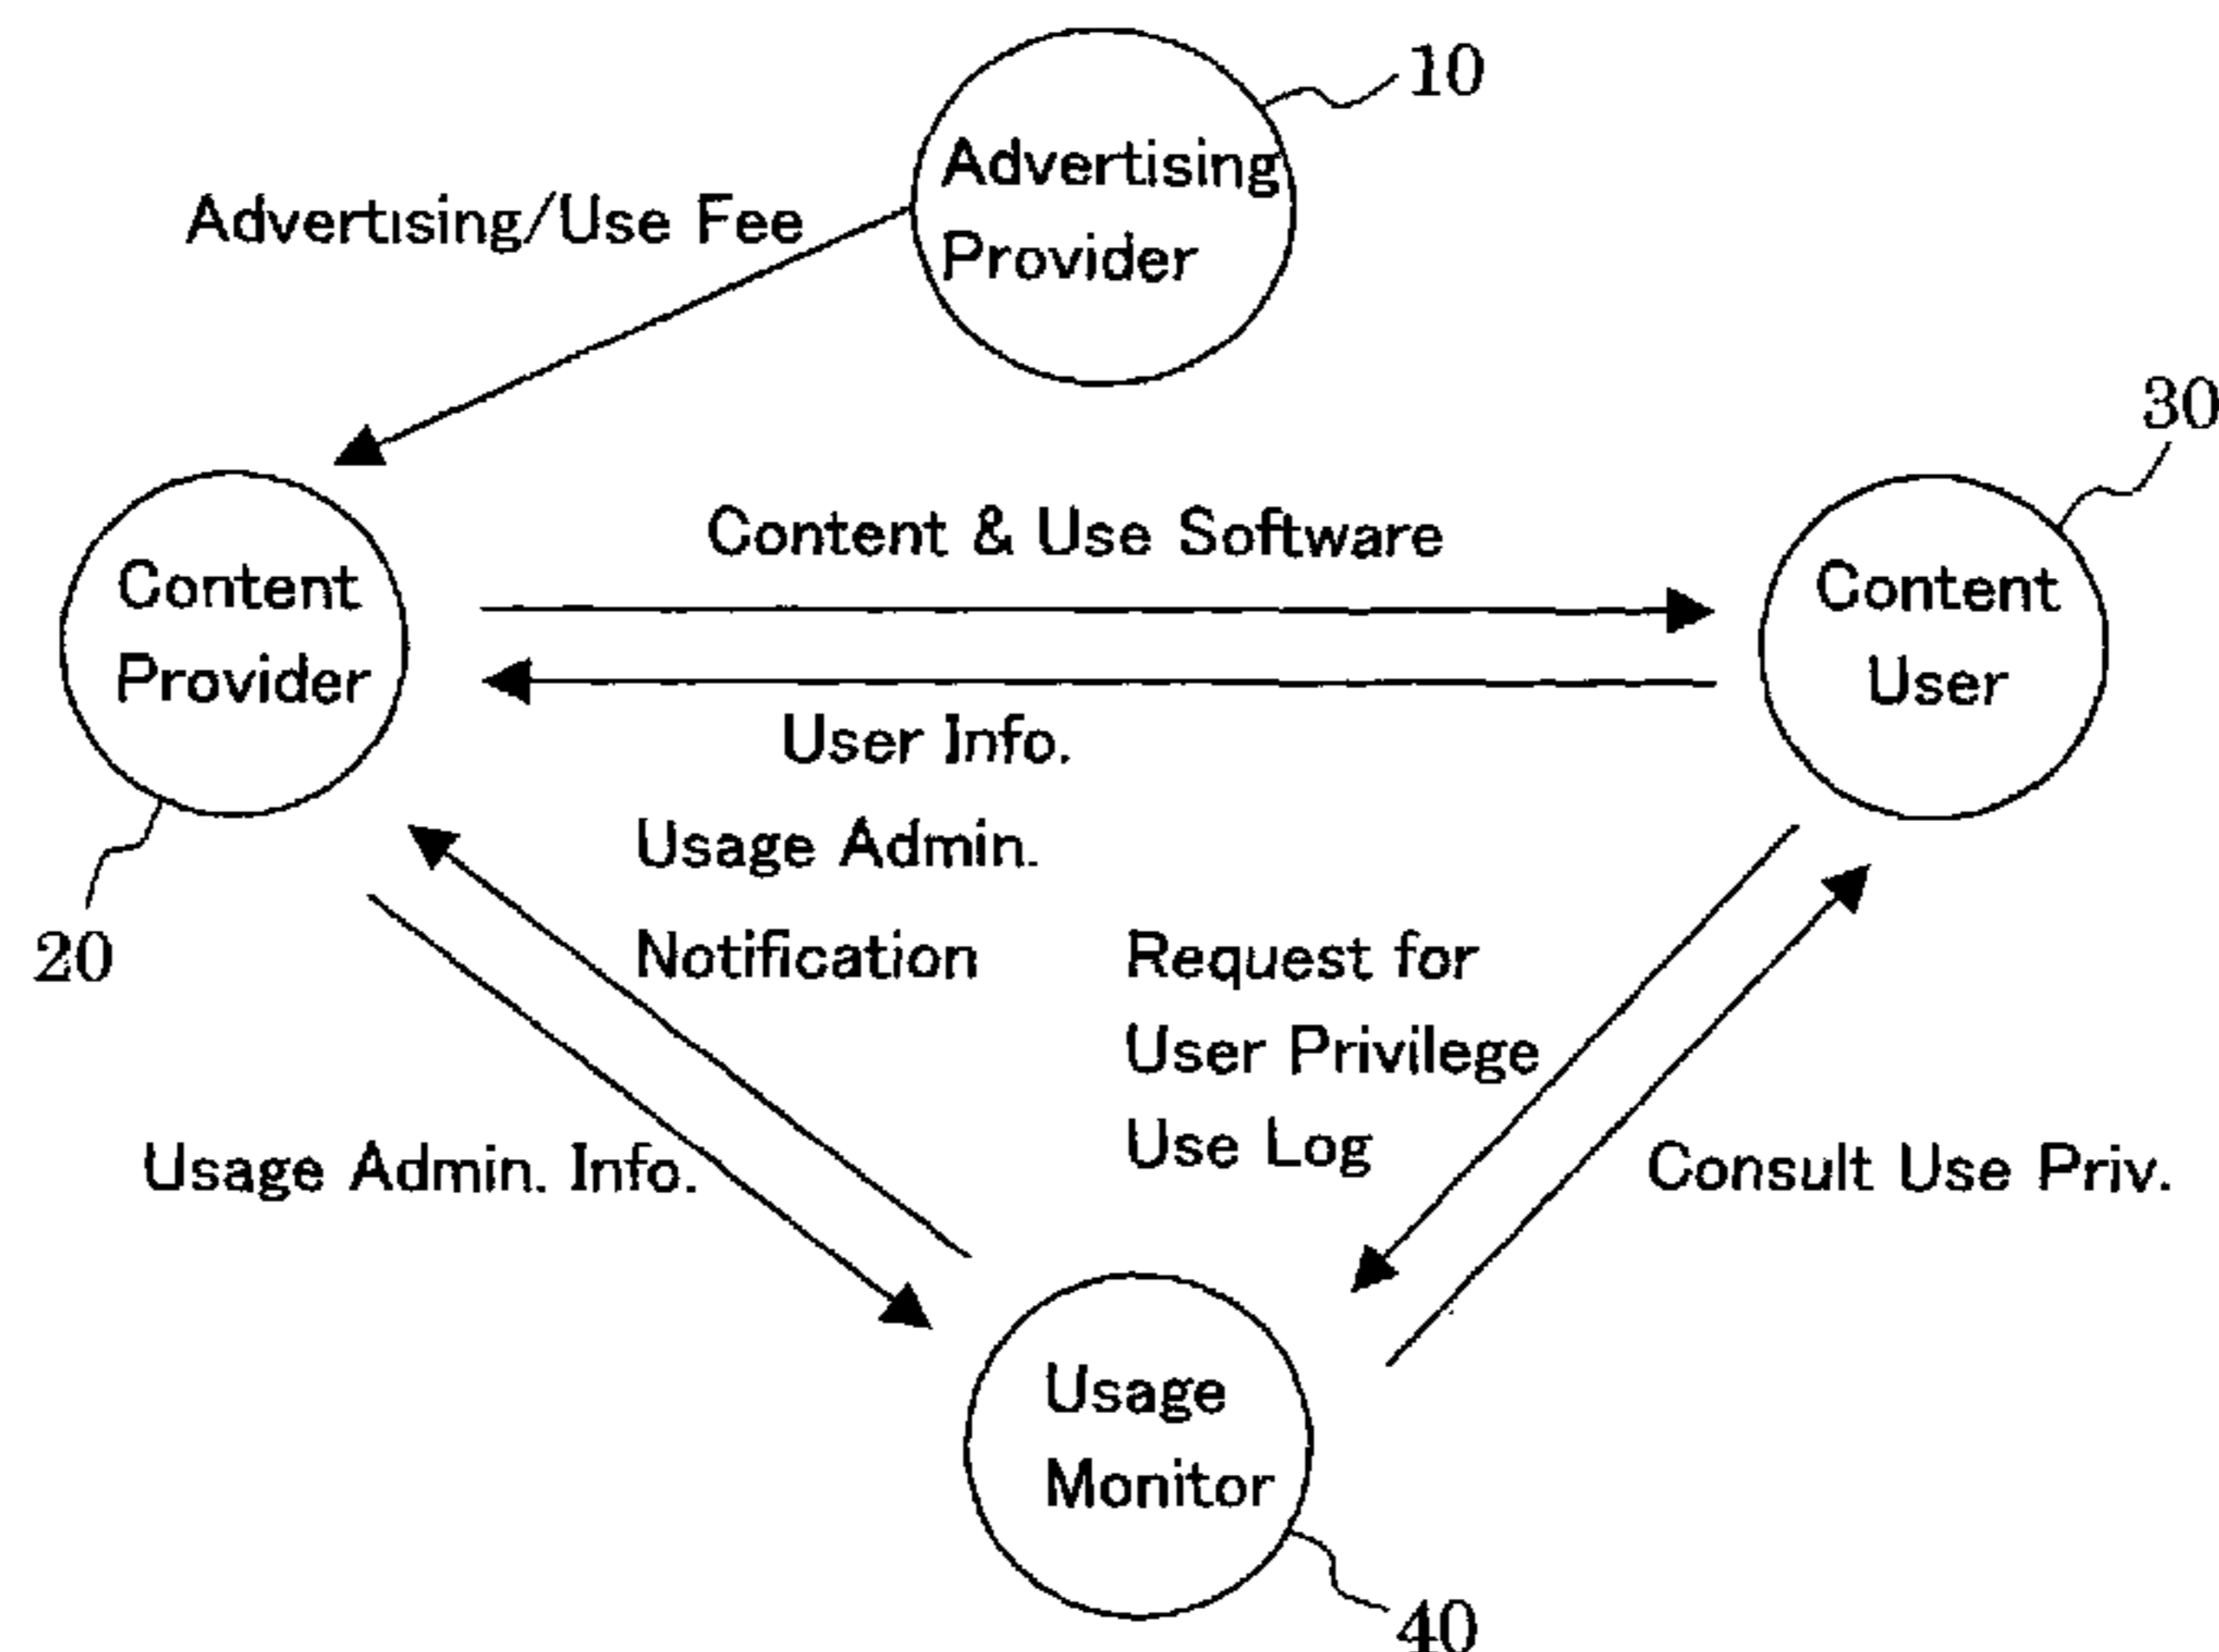 10
Advertising
Provider
Advertising/Use Fee
30
Content & Use Software
Content
Provider
Content
User
User Info.
20
Usage Admin.
Notification
Request for
User Privilege
Use Log
Usage Admin. Info.
Consult Use Priv.
Usage
Monitor
40